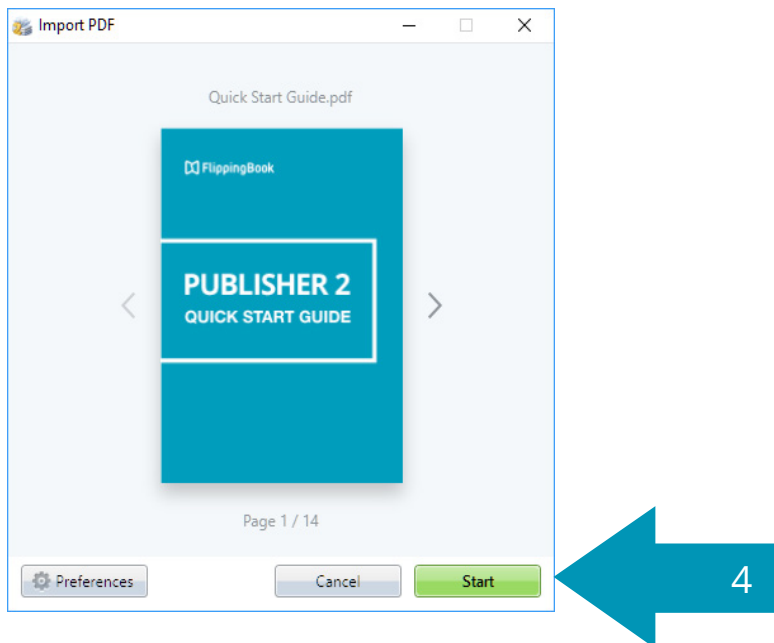 Import PDF
Quick Start Guide.pdf
FlippingBook
PUBLISHER 2
QUICK START GUIDE
Page 1 / 14
Preferences
Cancel
Start
4